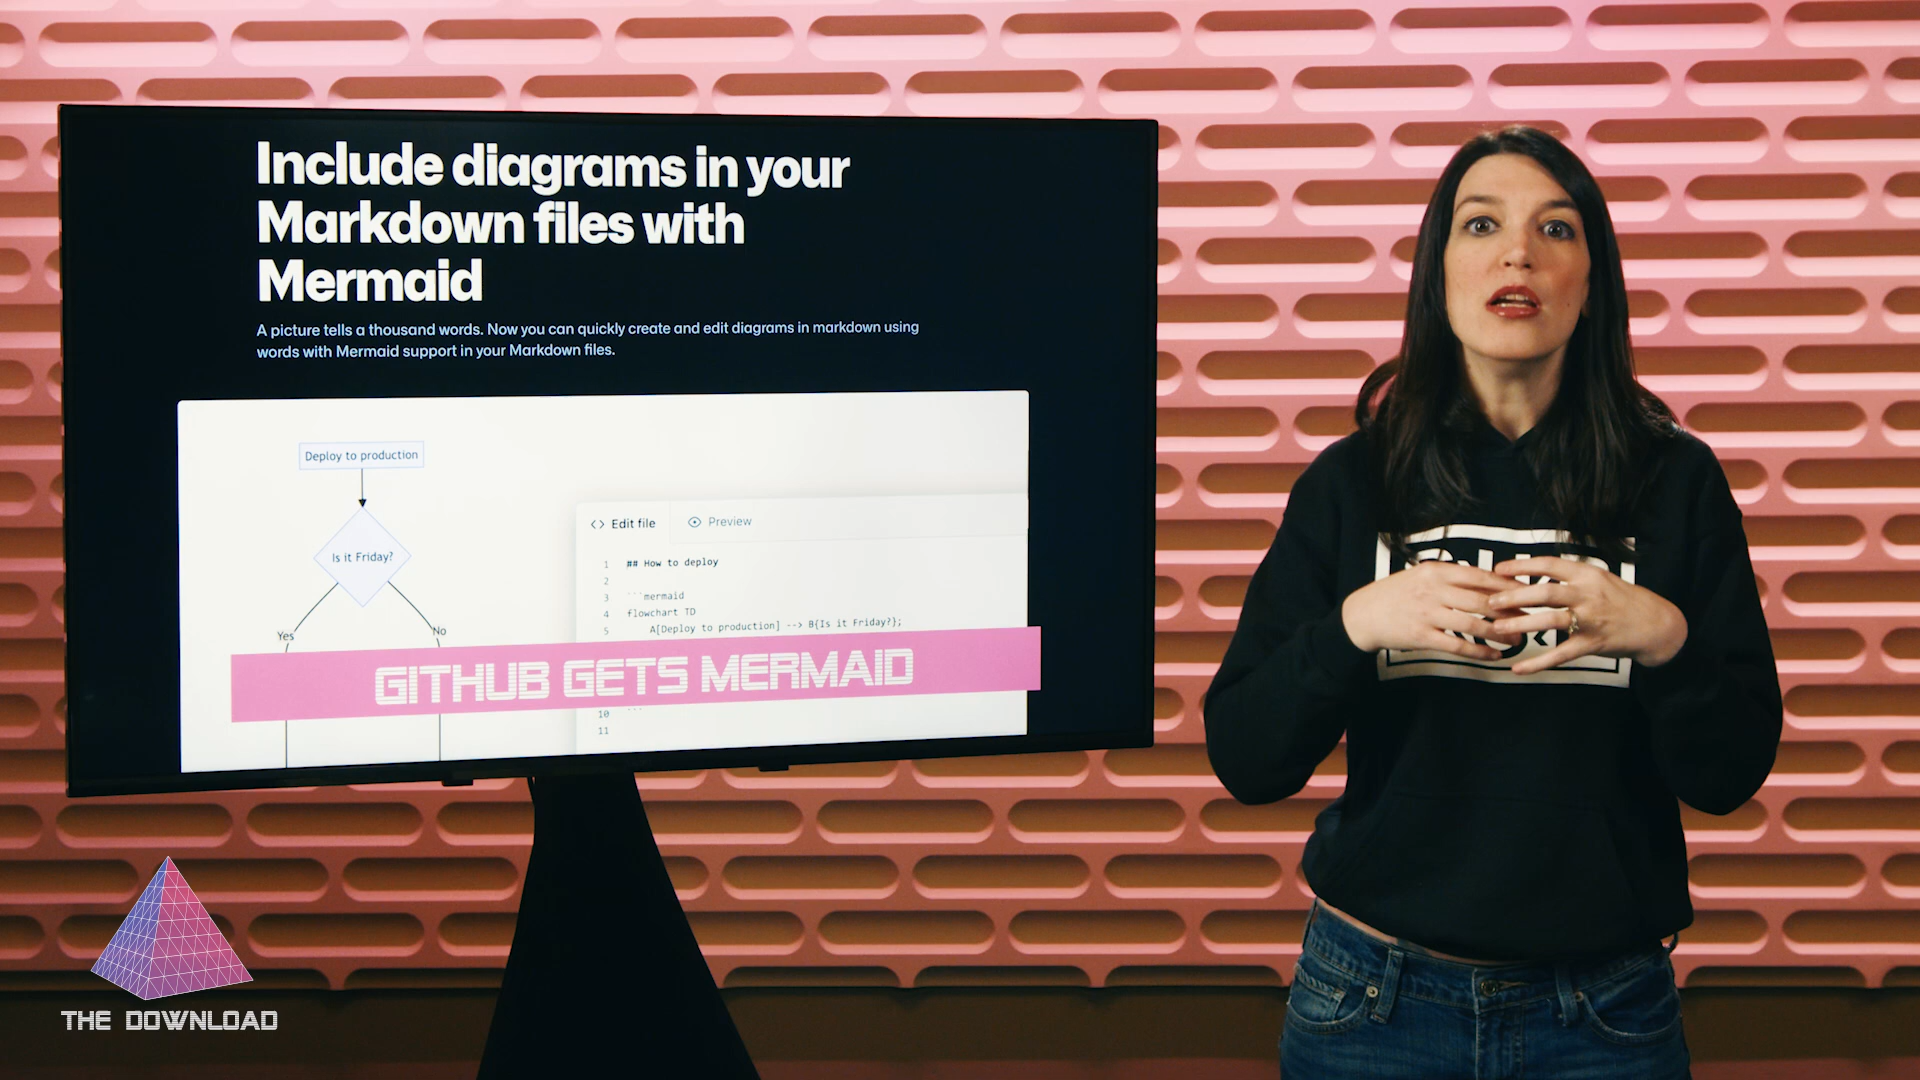 Include diagrams in your
Markdown files with
Mermaid
A picture tells a thousand words. Now you can quickly create and edit diagrams in markdown using
words with Mermaid support in your Markdown files.
Deploy to production
Is it Friday?
Yes
No
<> Edit file
Preview
1 ## How to deploy
2
3 ```mermaid
4 flowchart TD
5 A[Deploy to production] --> B{Is it Friday?};
10 ```
11
GITHUB GETS MERMAID
THE DOWNLOAD